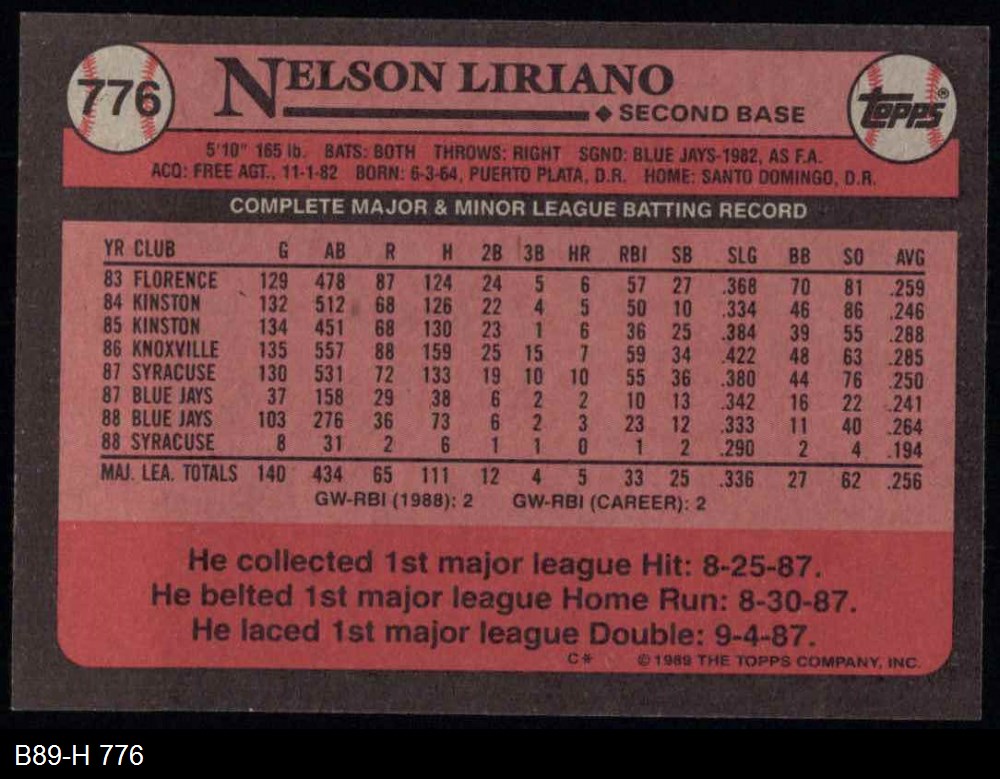 776
NELSON LIRIANO
SECOND BASE
TOPPS®
5'10" 165 lb. BATS: BOTH THROWS: RIGHT SGND: BLUE JAYS-1982, AS F.A.
ACQ: FREE AGT., 11-1-82 BORN: 6-3-64, PUERTO PLATA, D.R. HOME: SANTO DOMINGO, D.R.
COMPLETE MAJOR & MINOR LEAGUE BATTING RECORD
YR CLUB G AB R H 2B 3B HR RBI SB SLG BB SO AVG
83 FLORENCE 129 478 87 124 24 5 6 57 27 .368 70 81 .259
84 KINSTON 132 512 68 126 22 4 5 50 10 .334 46 86 .246
85 KINSTON 134 451 68 130 23 1 6 36 25 .384 39 55 .288
86 KNOXVILLE 135 557 88 159 25 15 7 59 34 .422 48 63 .285
87 SYRACUSE 130 531 72 133 19 10 10 55 36 .380 44 76 .250
87 BLUE JAYS 37 158 29 38 6 2 2 10 13 .342 16 22 .241
88 BLUE JAYS 103 276 36 73 6 2 3 23 12 .333 11 40 .264
88 SYRACUSE 8 31 2 6 1 1 0 1 2 .290 2 4 .194
MAJ. LEA. TOTALS 140 434 65 111 12 4 5 33 25 .336 27 62 .256
GW-RBI (1988): 2 GW-RBI (CAREER): 2
He collected 1st major league Hit: 8-25-87.
He belted 1st major league Home Run: 8-30-87.
He laced 1st major league Double: 9-4-87.
C* © 1989 THE TOPPS COMPANY, INC.
B89-H 776